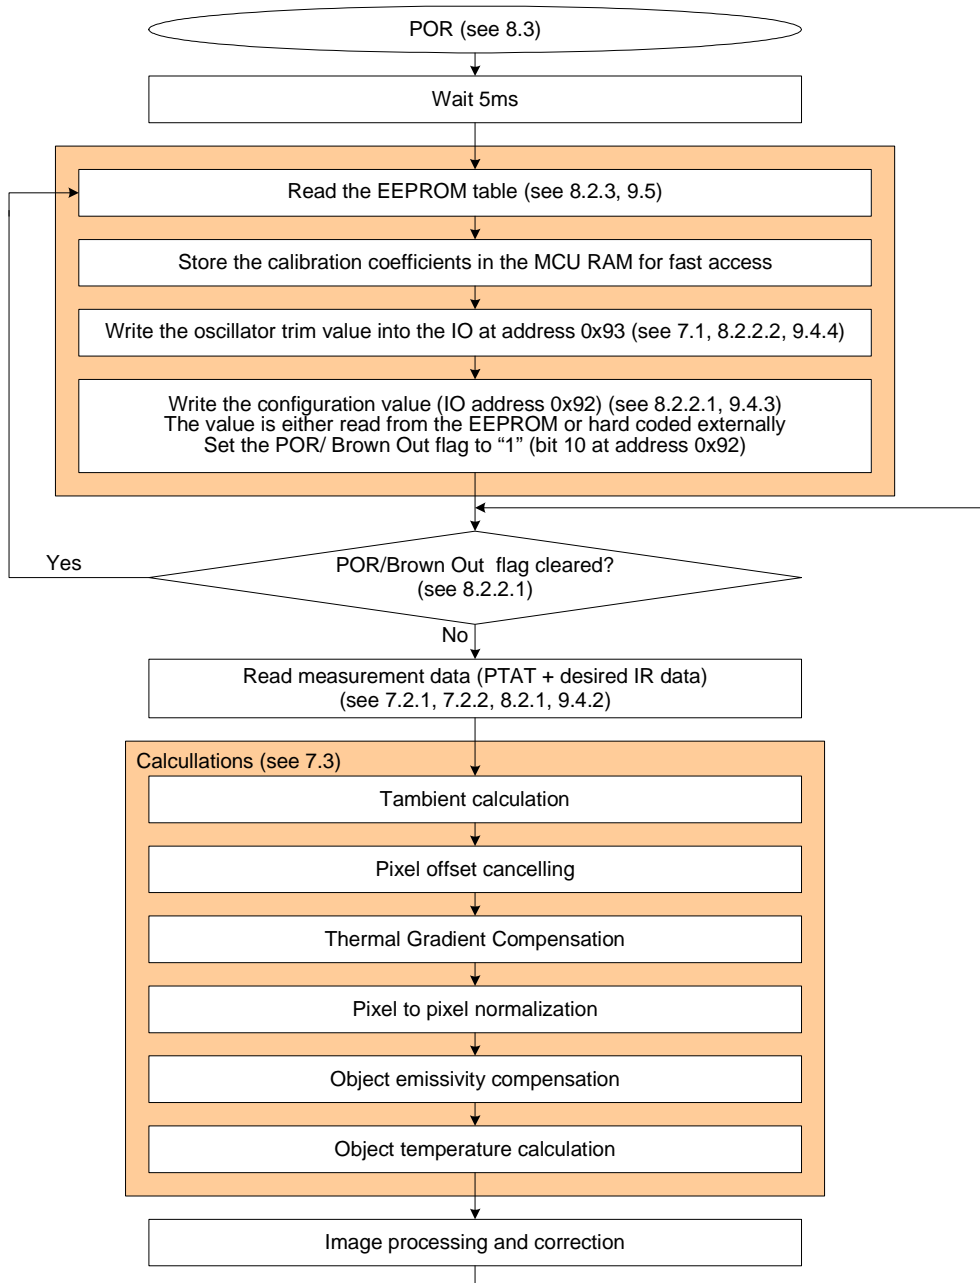 POR (see 8.3)
Wait 5ms
Read the EEPROM table (see 8.2.3, 9.5)
Store the calibration coefficients in the MCU RAM for fast access
Write the oscillator trim value into the IO at address 0x93 (see 7.1, 8.2.2.2, 9.4.4)
Write the configuration value (IO address 0x92) (see 8.2.2.1, 9.4.3)
The value is either read from the EEPROM or hard coded externally
Set the POR/ Brown Out flag to “1” (bit 10 at address 0x92)
Yes
POR/Brown Out flag cleared?
(see 8.2.2.1)
No
Read measurement data (PTAT + desired IR data)
(see 7.2.1, 7.2.2, 8.2.1, 9.4.2)
Calcullations (see 7.3)
Tambient calculation
Pixel offset cancelling
Thermal Gradient Compensation
Pixel to pixel normalization
Object emissivity compensation
Object temperature calculation
Image processing and correction